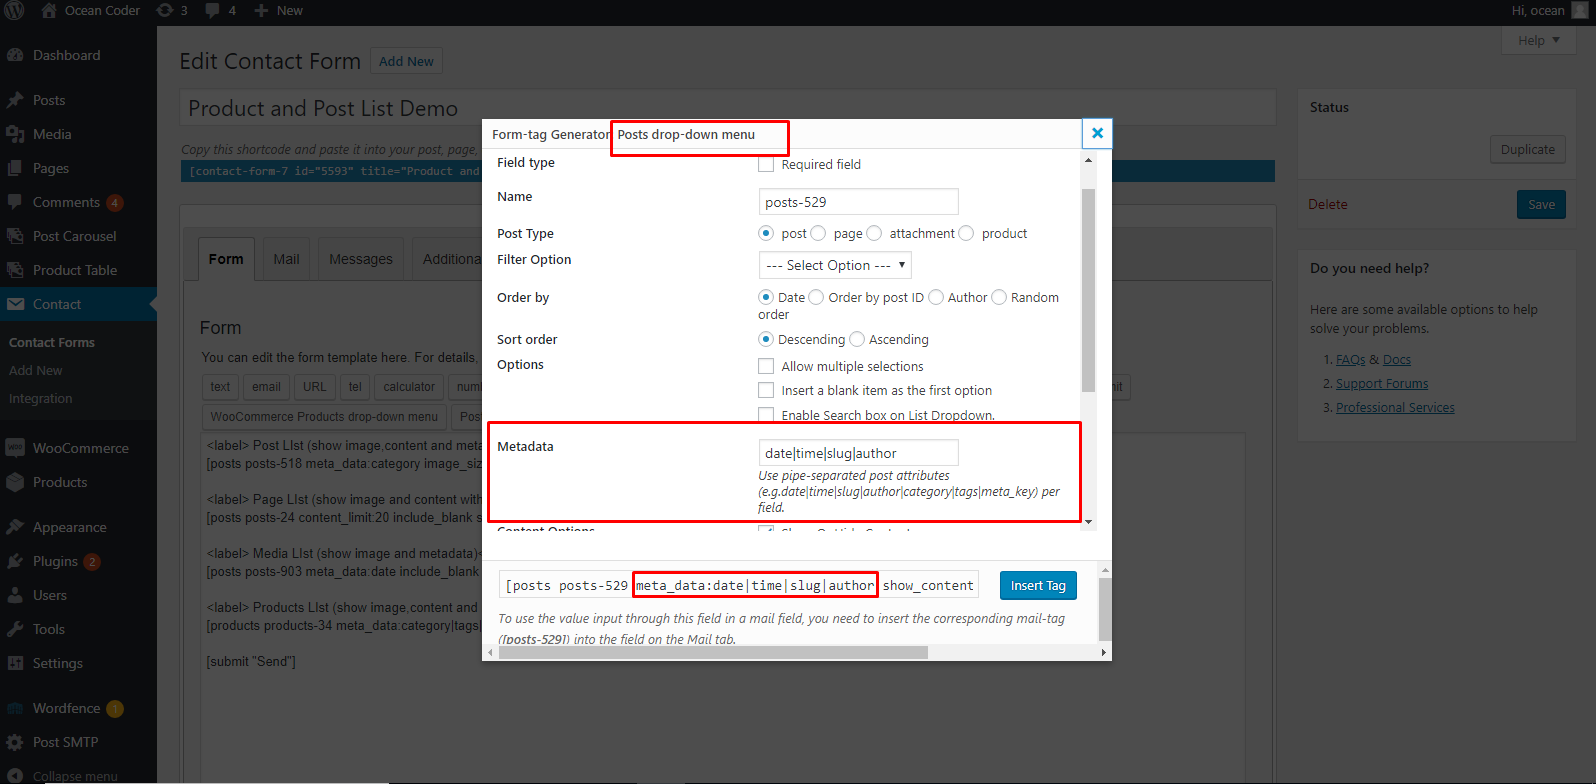 Ocean Coder 3 4 New Hi, ocean
Dashboard
Posts
Media
Pages
Comments 4
Post Carousel
Product Table
Contact
Contact Forms
Add New
Integration
WooCommerce
Products
Appearance
Plugins 2
Users
Tools
Settings
Wordfence 1
Post SMTP
Collapse menu
Help
Edit Contact Form Add New
Product and Post List Demo
Copy this shortcode and paste it into your post, page,
[contact-form-7 id="5593" title="Product and
Form Mail Messages Additiona
Form
You can edit the form template here. For details,
text email URL tel calculator num
WooCommerce Products drop-down menu Pos
<label> Post LIst (show image,content and meta
[posts posts-518 meta_data:category image_siz
<label> Page LIst (show image and content with
[posts posts-24 content_limit:20 include_blank s
<label> Media LIst (show image and metadata)<
[posts posts-903 meta_data:date include_blank
<label> Products LIst (show image,content and
[products products-34 meta_data:category|tags|
[submit "Send"]
Form-tag Generator Posts drop-down menu
Field type Required field
Name posts-529
Post Type post page attachment product
Filter Option --- Select Option ---
Order by Date Order by post ID Author Random
order
Sort order Descending Ascending
Options Allow multiple selections
Insert a blank item as the first option
Enable Search box on List Dropdown.
Metadata date|time|slug|author
Use pipe-separated post attributes
(e.g.date|time|slug|author|category|tags|meta_key) per
field.
Content Options
[posts posts-529 meta_data:date|time|slug|author show_content
Insert Tag
To use the value input through this field in a mail field, you need to insert the corresponding mail-tag
([posts-529]) into the field on the Mail tab.
Status
Duplicate
Delete Save
Do you need help?
Here are some available options to help
solve your problems.
1. FAQs & Docs
2. Support Forums
3. Professional Services